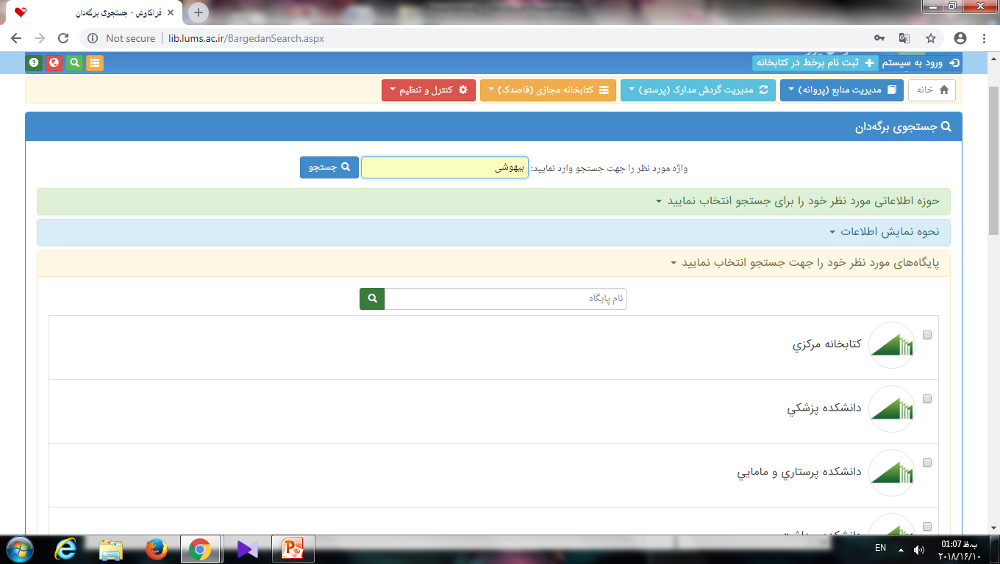 فراکاوش - جستجوی برگه‌دان
Not secure | lib.lums.ac.ir/BargedanSearch.aspx
ورود به سیستم
ثبت نام برخط در کتابخانه
خانه
مدیریت منابع (پروانه)
مدیریت گردش مدارک (پرستو)
کتابخانه مجازی (قاصدک)
کنترل و تنظیم
جستجوی برگه‌دان
واژه مورد نظر را جهت جستجو وارد نمایید:
بیهوشی
جستجو
حوزه اطلاعاتی مورد نظر خود را برای جستجو انتخاب نمایید
نحوه نمایش اطلاعات
پایگاه‌های مورد نظر خود را جهت جستجو انتخاب نمایید
نام پایگاه
کتابخانه مرکزي
دانشکده پزشکي
دانشکده پرستاري و مامايي
EN
01:07 ب.ظ
۲۰۱۸/۱۶/۱۰